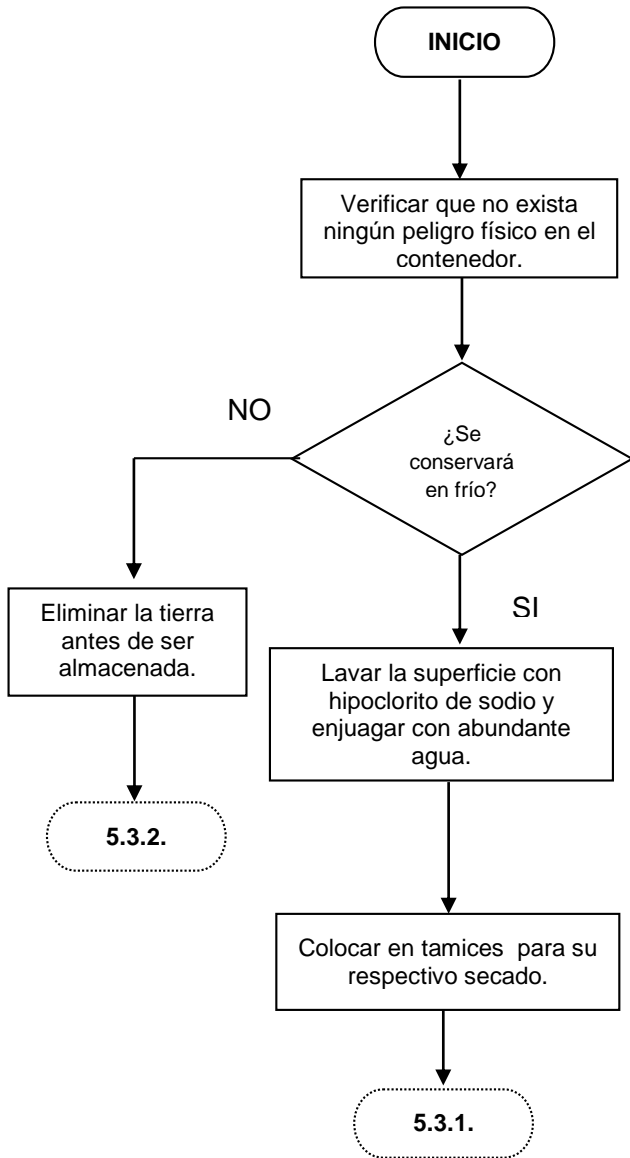 INICIO
Verificar que no exista
ningún peligro físico en el
contenedor.
NO
¿Se
conservará
en frío?
Eliminar la tierra
antes de ser
almacenada.
SI
Lavar la superficie con
hipoclorito de sodio y
enjuagar con abundante
agua.
5.3.2.
Colocar en tamices para su
respectivo secado.
5.3.1.